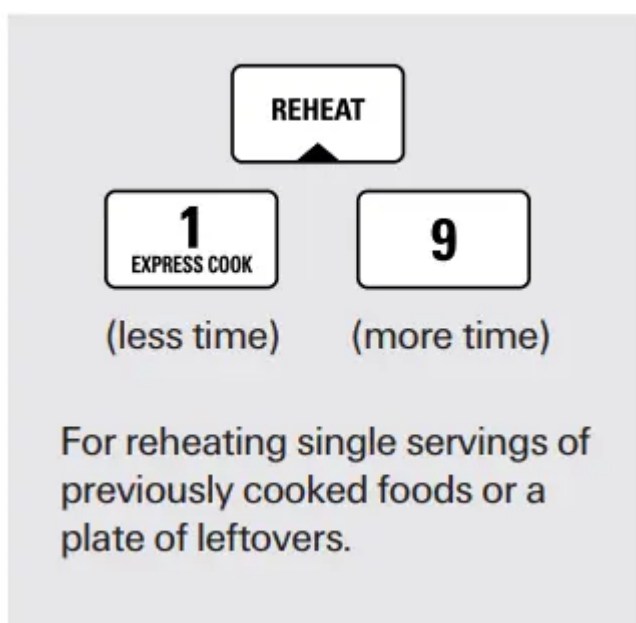 REHEAT
1 9
EXPRESS COOK
(less time) (more time)
For reheating single servings of
previously cooked foods or a
plate of leftovers.